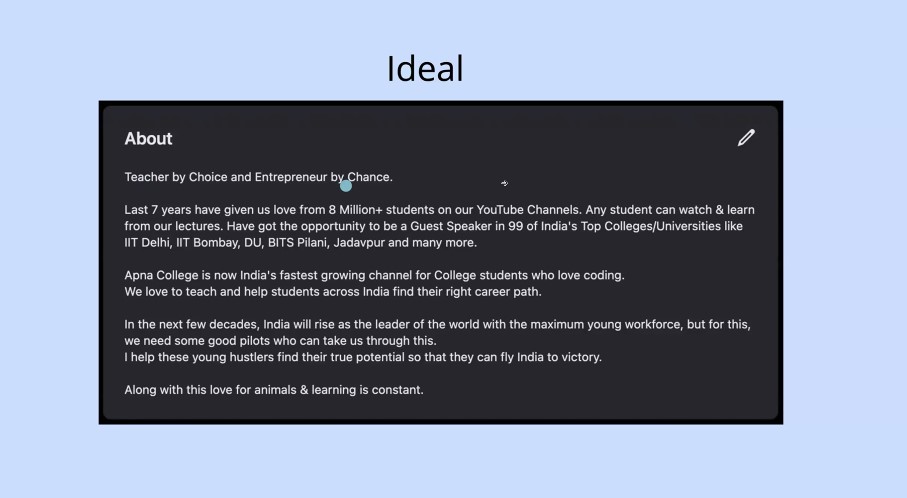 Ideal
About
Teacher by Choice and Entrepreneur by Chance.
Last 7 years have given us love from 8 Million+ students on our YouTube Channels. Any student can watch & learn
from our lectures. Have got the opportunity to be a Guest Speaker in 99 of India's Top Colleges/Universities like
IIT Delhi, IIT Bombay, DU, BITS Pilani, Jadavpur and many more.
Apna College is now India's fastest growing channel for College students who love coding.
We love to teach and help students across India find their right career path.
In the next few decades, India will rise as the leader of the world with the maximum young workforce, but for this,
we need some good pilots who can take us through this.
I help these young hustlers find their true potential so that they can fly India to victory.
Along with this love for animals & learning is constant.